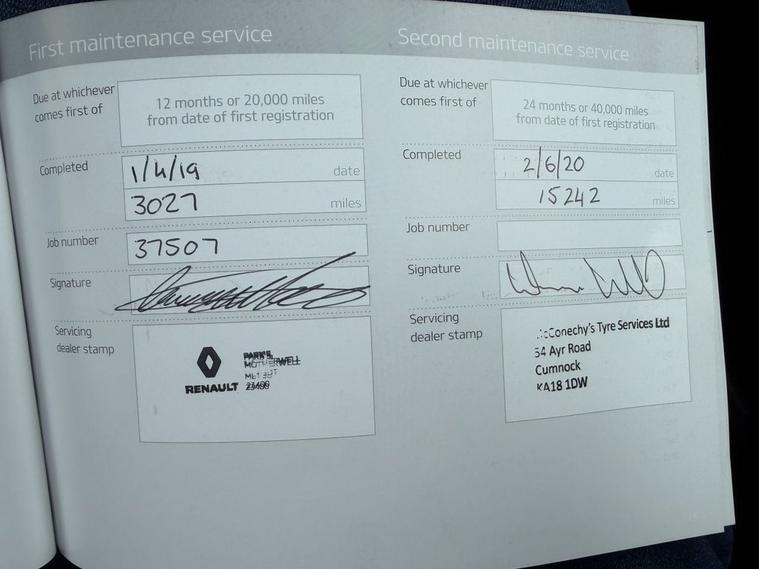 First maintenance service
Due at whichever
comes first of
12 months or 20,000 miles
from date of first registration
Completed
1/4/19 date
3027 miles
Job number
37507
Signature
Servicing
dealer stamp
RENAULT
PARK'S
MOTHERWELL
Second maintenance service
Due at whichever
comes first of
24 months or 40,000 miles
from date of first registration
Completed
2/6/20 date
15242 miles
Job number
Signature
Servicing
dealer stamp
McConechy's Tyre Services Ltd
54 Ayr Road
Cumnock
KA18 1DW